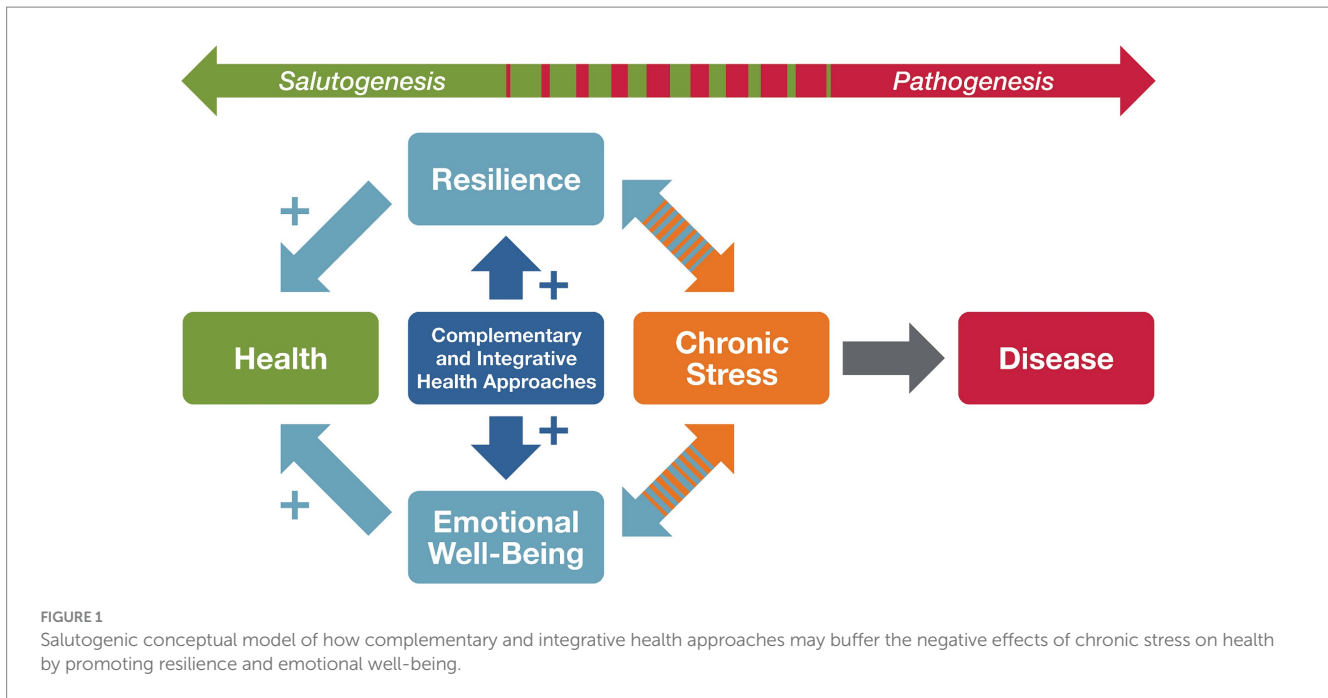 Salutogenesis
Pathogenesis
Resilience
+
+
Health
Complementary
and Integrative
Health Approaches
Chronic
Stress
Disease
+
+
Emotional
Well-Being
FIGURE 1
Salutogenic conceptual model of how complementary and integrative health approaches may buffer the negative effects of chronic stress on health
by promoting resilience and emotional well-being.